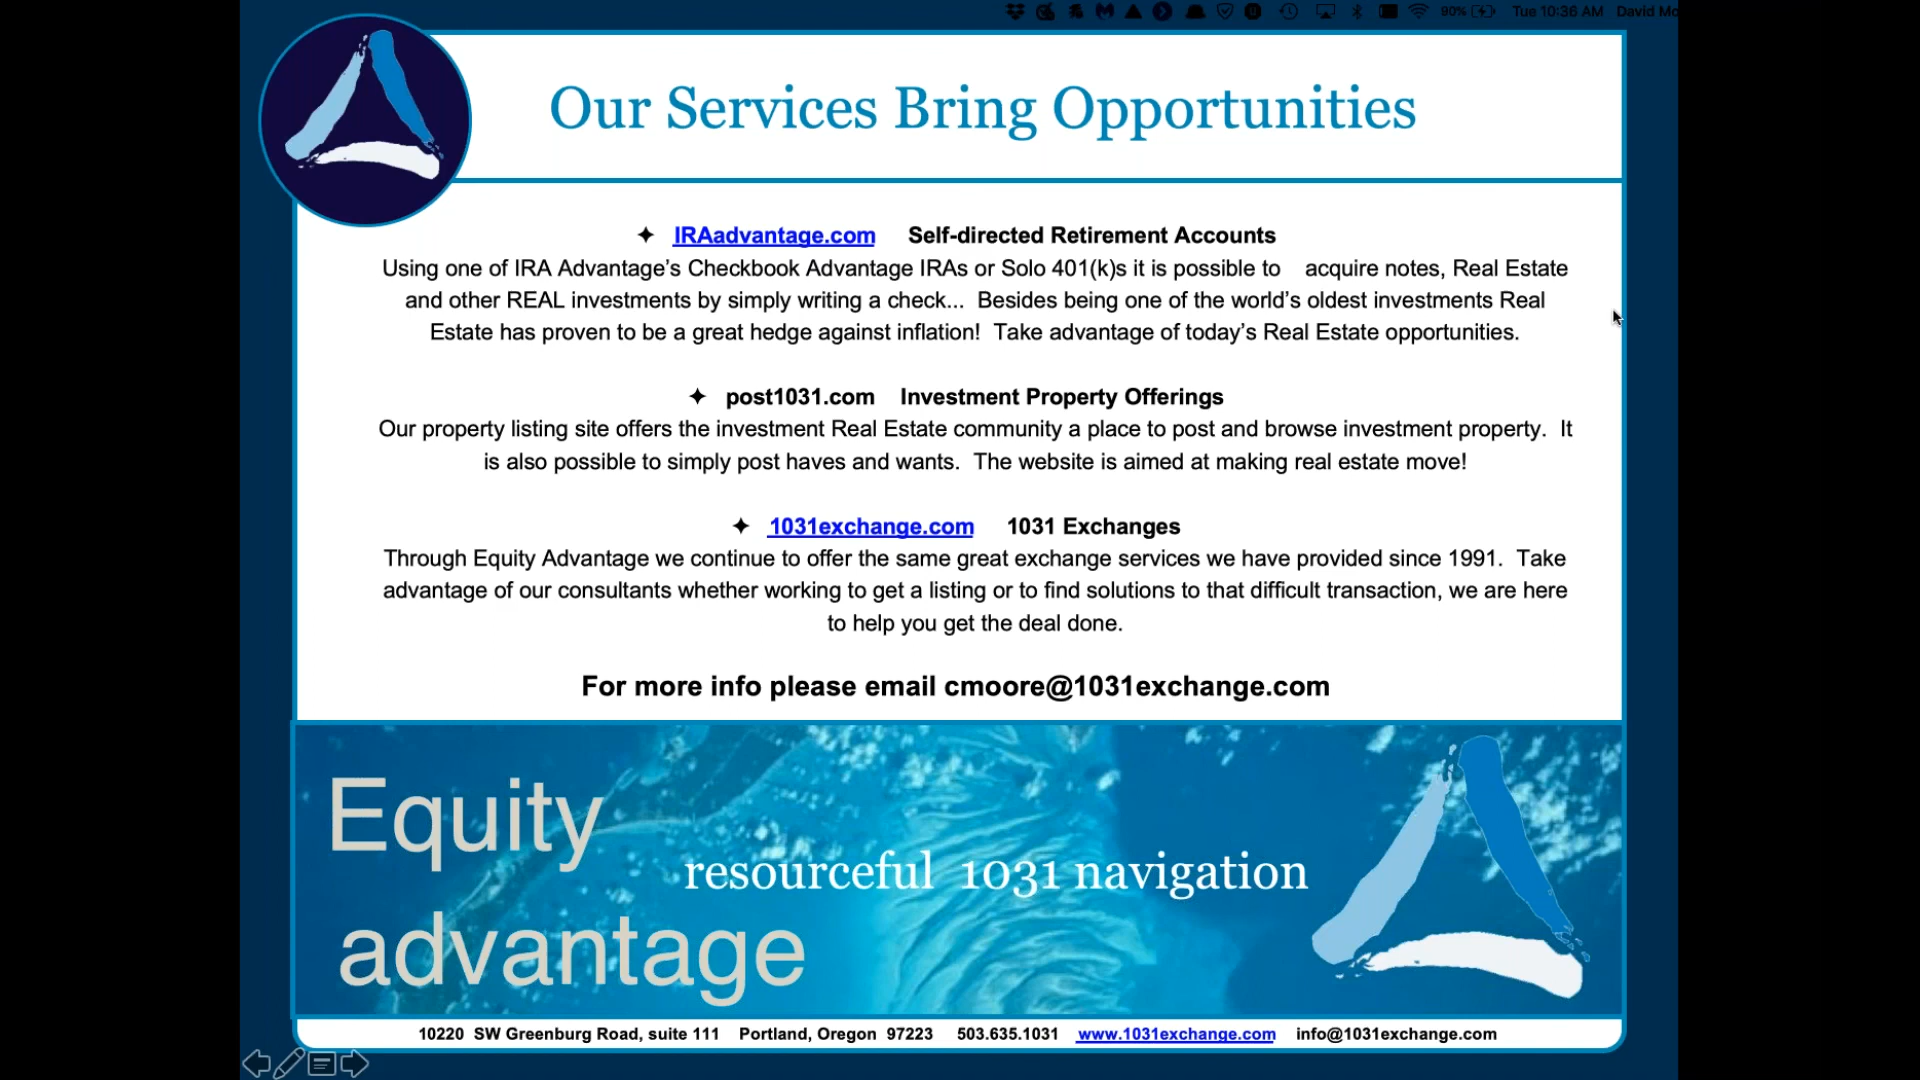 90% Tue 10:36 AM David Mo
Our Services Bring Opportunities
✦ IRAadvantage.com Self-directed Retirement Accounts
Using one of IRA Advantage’s Checkbook Advantage IRAs or Solo 401(k)s it is possible to acquire notes, Real Estate
and other REAL investments by simply writing a check... Besides being one of the world’s oldest investments Real
Estate has proven to be a great hedge against inflation! Take advantage of today’s Real Estate opportunities.
✦ post1031.com Investment Property Offerings
Our property listing site offers the investment Real Estate community a place to post and browse investment property. It
is also possible to simply post haves and wants. The website is aimed at making real estate move!
✦ 1031exchange.com 1031 Exchanges
Through Equity Advantage we continue to offer the same great exchange services we have provided since 1991. Take
advantage of our consultants whether working to get a listing or to find solutions to that difficult transaction, we are here
to help you get the deal done.
For more info please email cmoore@1031exchange.com
Equity
resourceful 1031 navigation
advantage
10220 SW Greenburg Road, suite 111 Portland, Oregon 97223 503.635.1031 www.1031exchange.com info@1031exchange.com